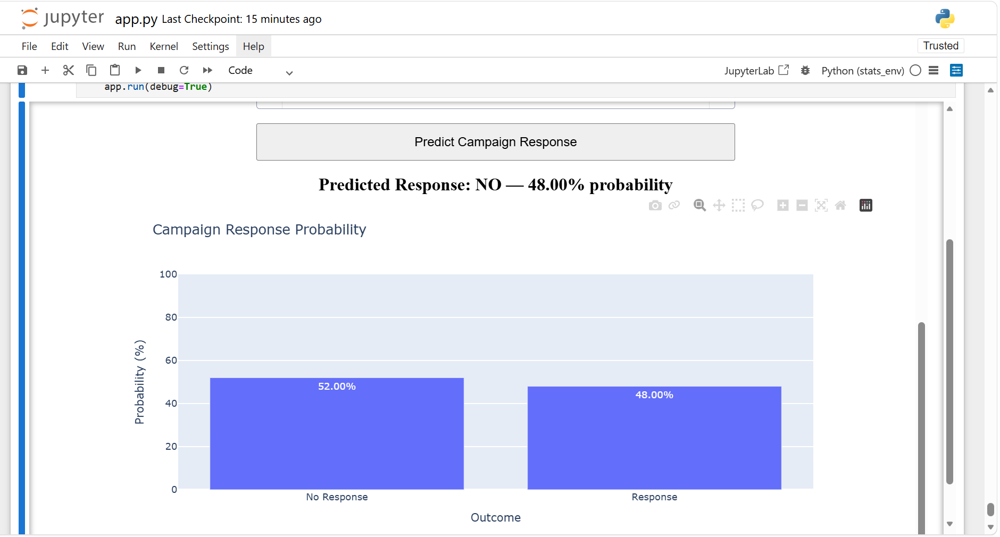 jupyter app.py Last Checkpoint: 15 minutes ago
File Edit View Run Kernel Settings Help Trusted
Code JupyterLab Python (stats_env)
app.run(debug=True)
Predict Campaign Response
Predicted Response: NO — 48.00% probability
Campaign Response Probability
100
80
60
40
20
0
Probability (%)
52.00%
48.00%
No Response Response
Outcome